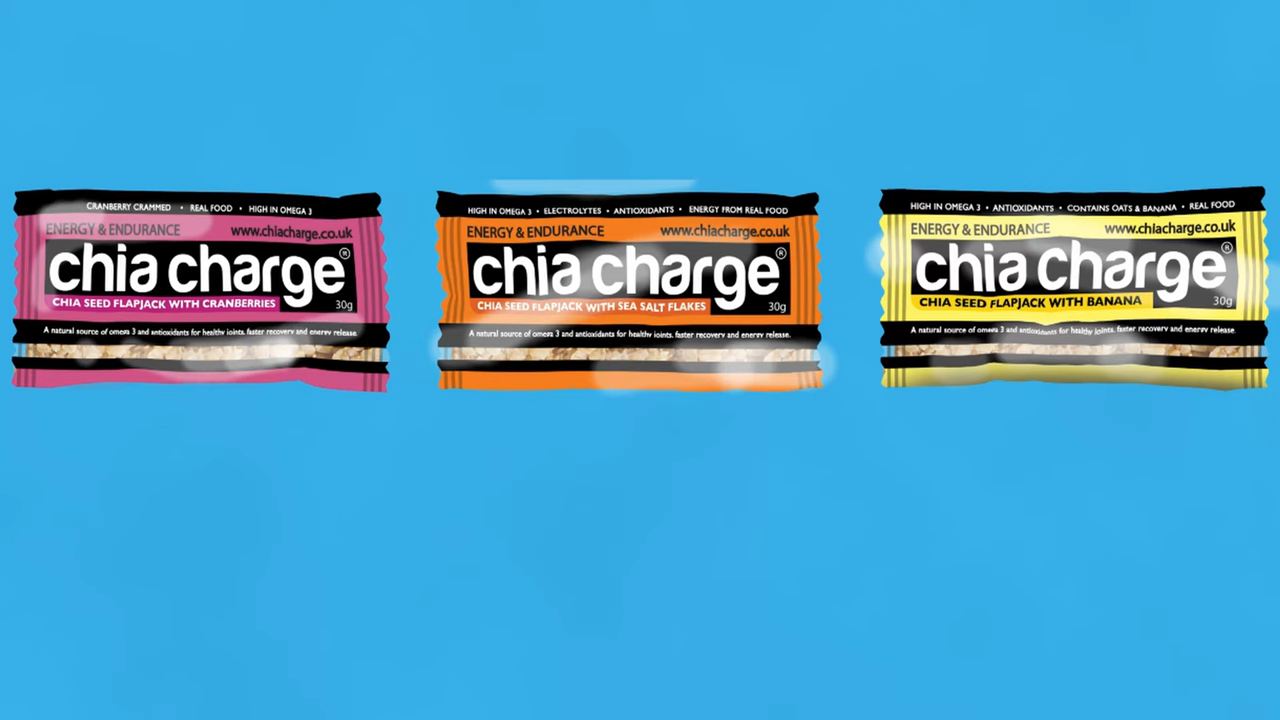 CRANBERRY CRAMMED • REAL FOOD • HIGH IN OMEGA 3
ENERGY & ENDURANCE www.chiacharge.co.uk
chia charge®
CHIA SEED FLAPJACK WITH CRANBERRIES 30g
A natural source of omega 3 and antioxidants for healthy joints, faster recovery and energy release.
HIGH IN OMEGA 3 • ELECTROLYTES • ANTIOXIDANTS • ENERGY FROM REAL FOOD
ENERGY & ENDURANCE www.chiacharge.co.uk
chia charge®
CHIA SEED FLAPJACK WITH SEA SALT FLAKES 30g
A natural source of omega 3 and antioxidants for healthy joints, faster recovery and energy release.
HIGH IN OMEGA 3 • ANTIOXIDANTS • CONTAINS OATS & BANANA • REAL FOOD
ENERGY & ENDURANCE www.chiacharge.co.uk
chia charge®
CHIA SEED FLAPJACK WITH BANANA 30g
A natural source of omega 3 and antioxidants for healthy joints, faster recovery and energy release.